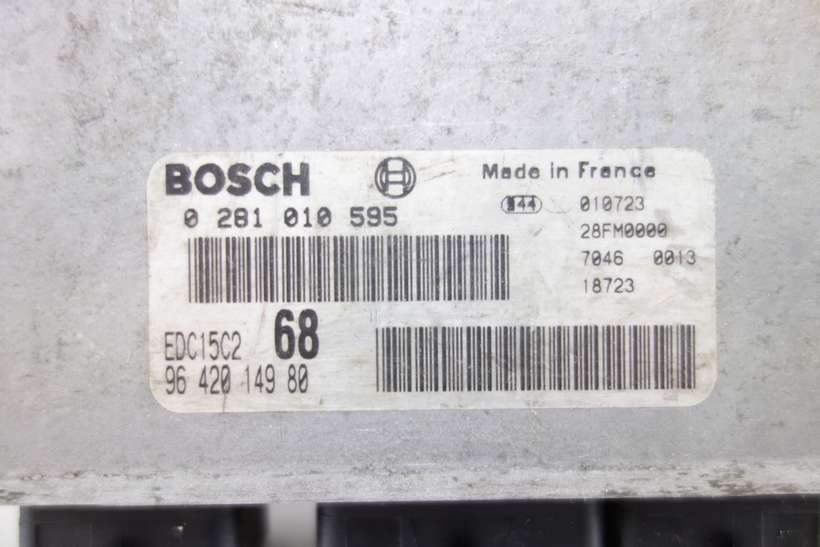 BOSCH
Made in France
0 281 010 595
010723
28FM0000
7046 0013
18723
EDC15C2 68
96 420 149 80